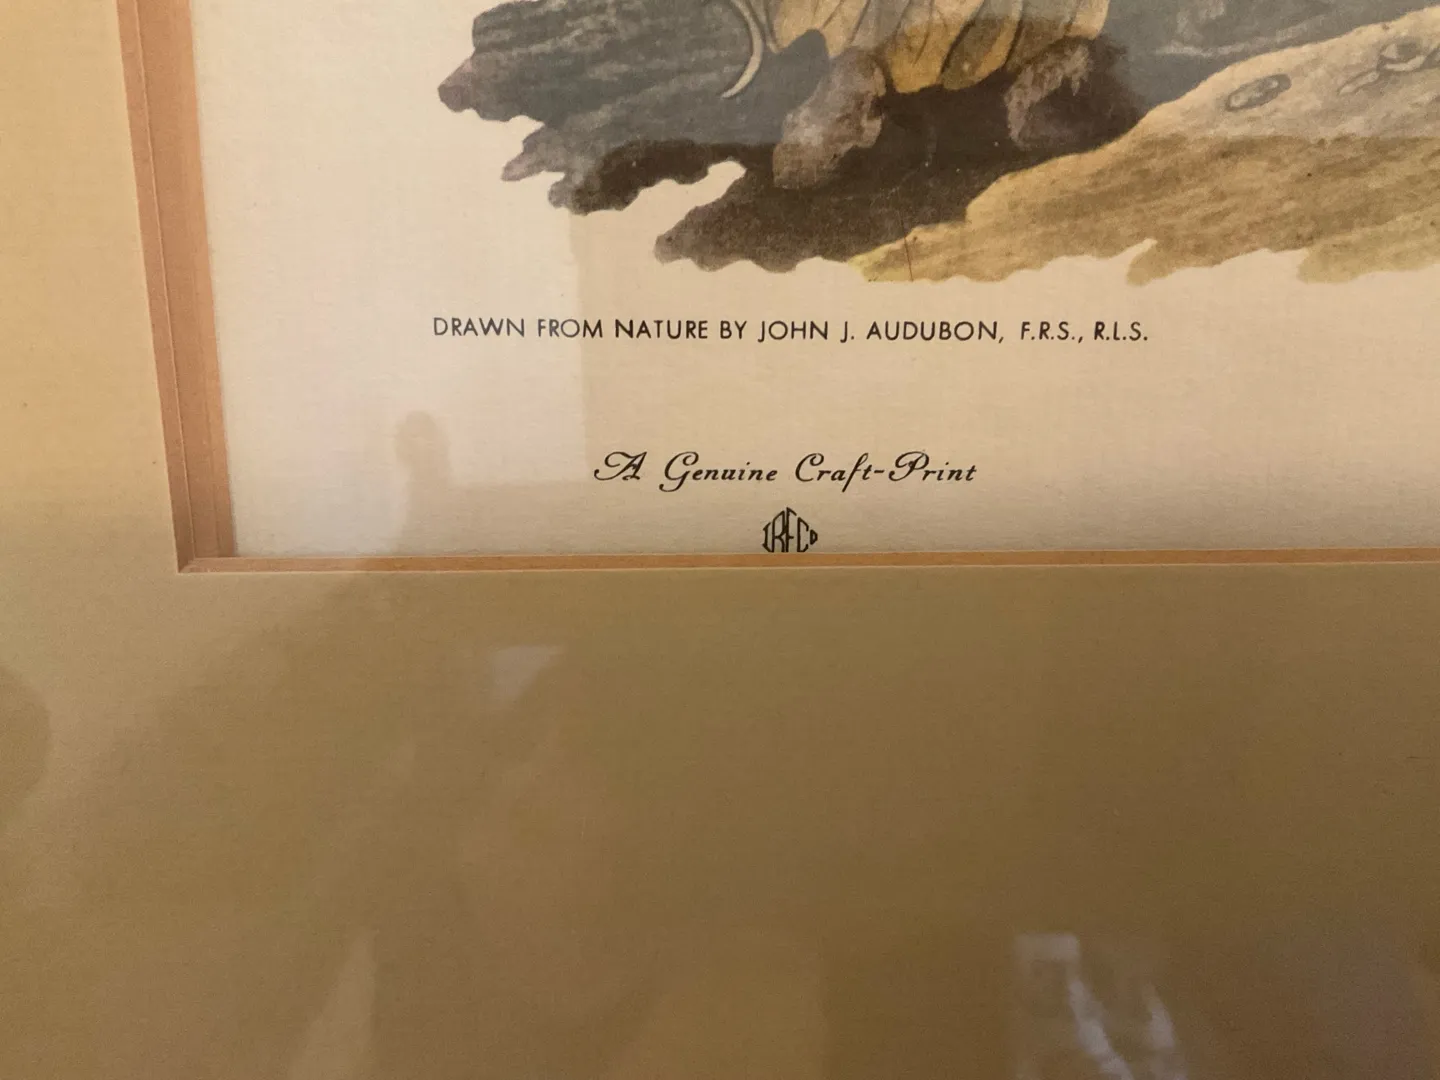 DRAWN FROM NATURE BY JOHN J. AUDUBON, F.R.S., R.L.S.
A Genuine Craft-Print